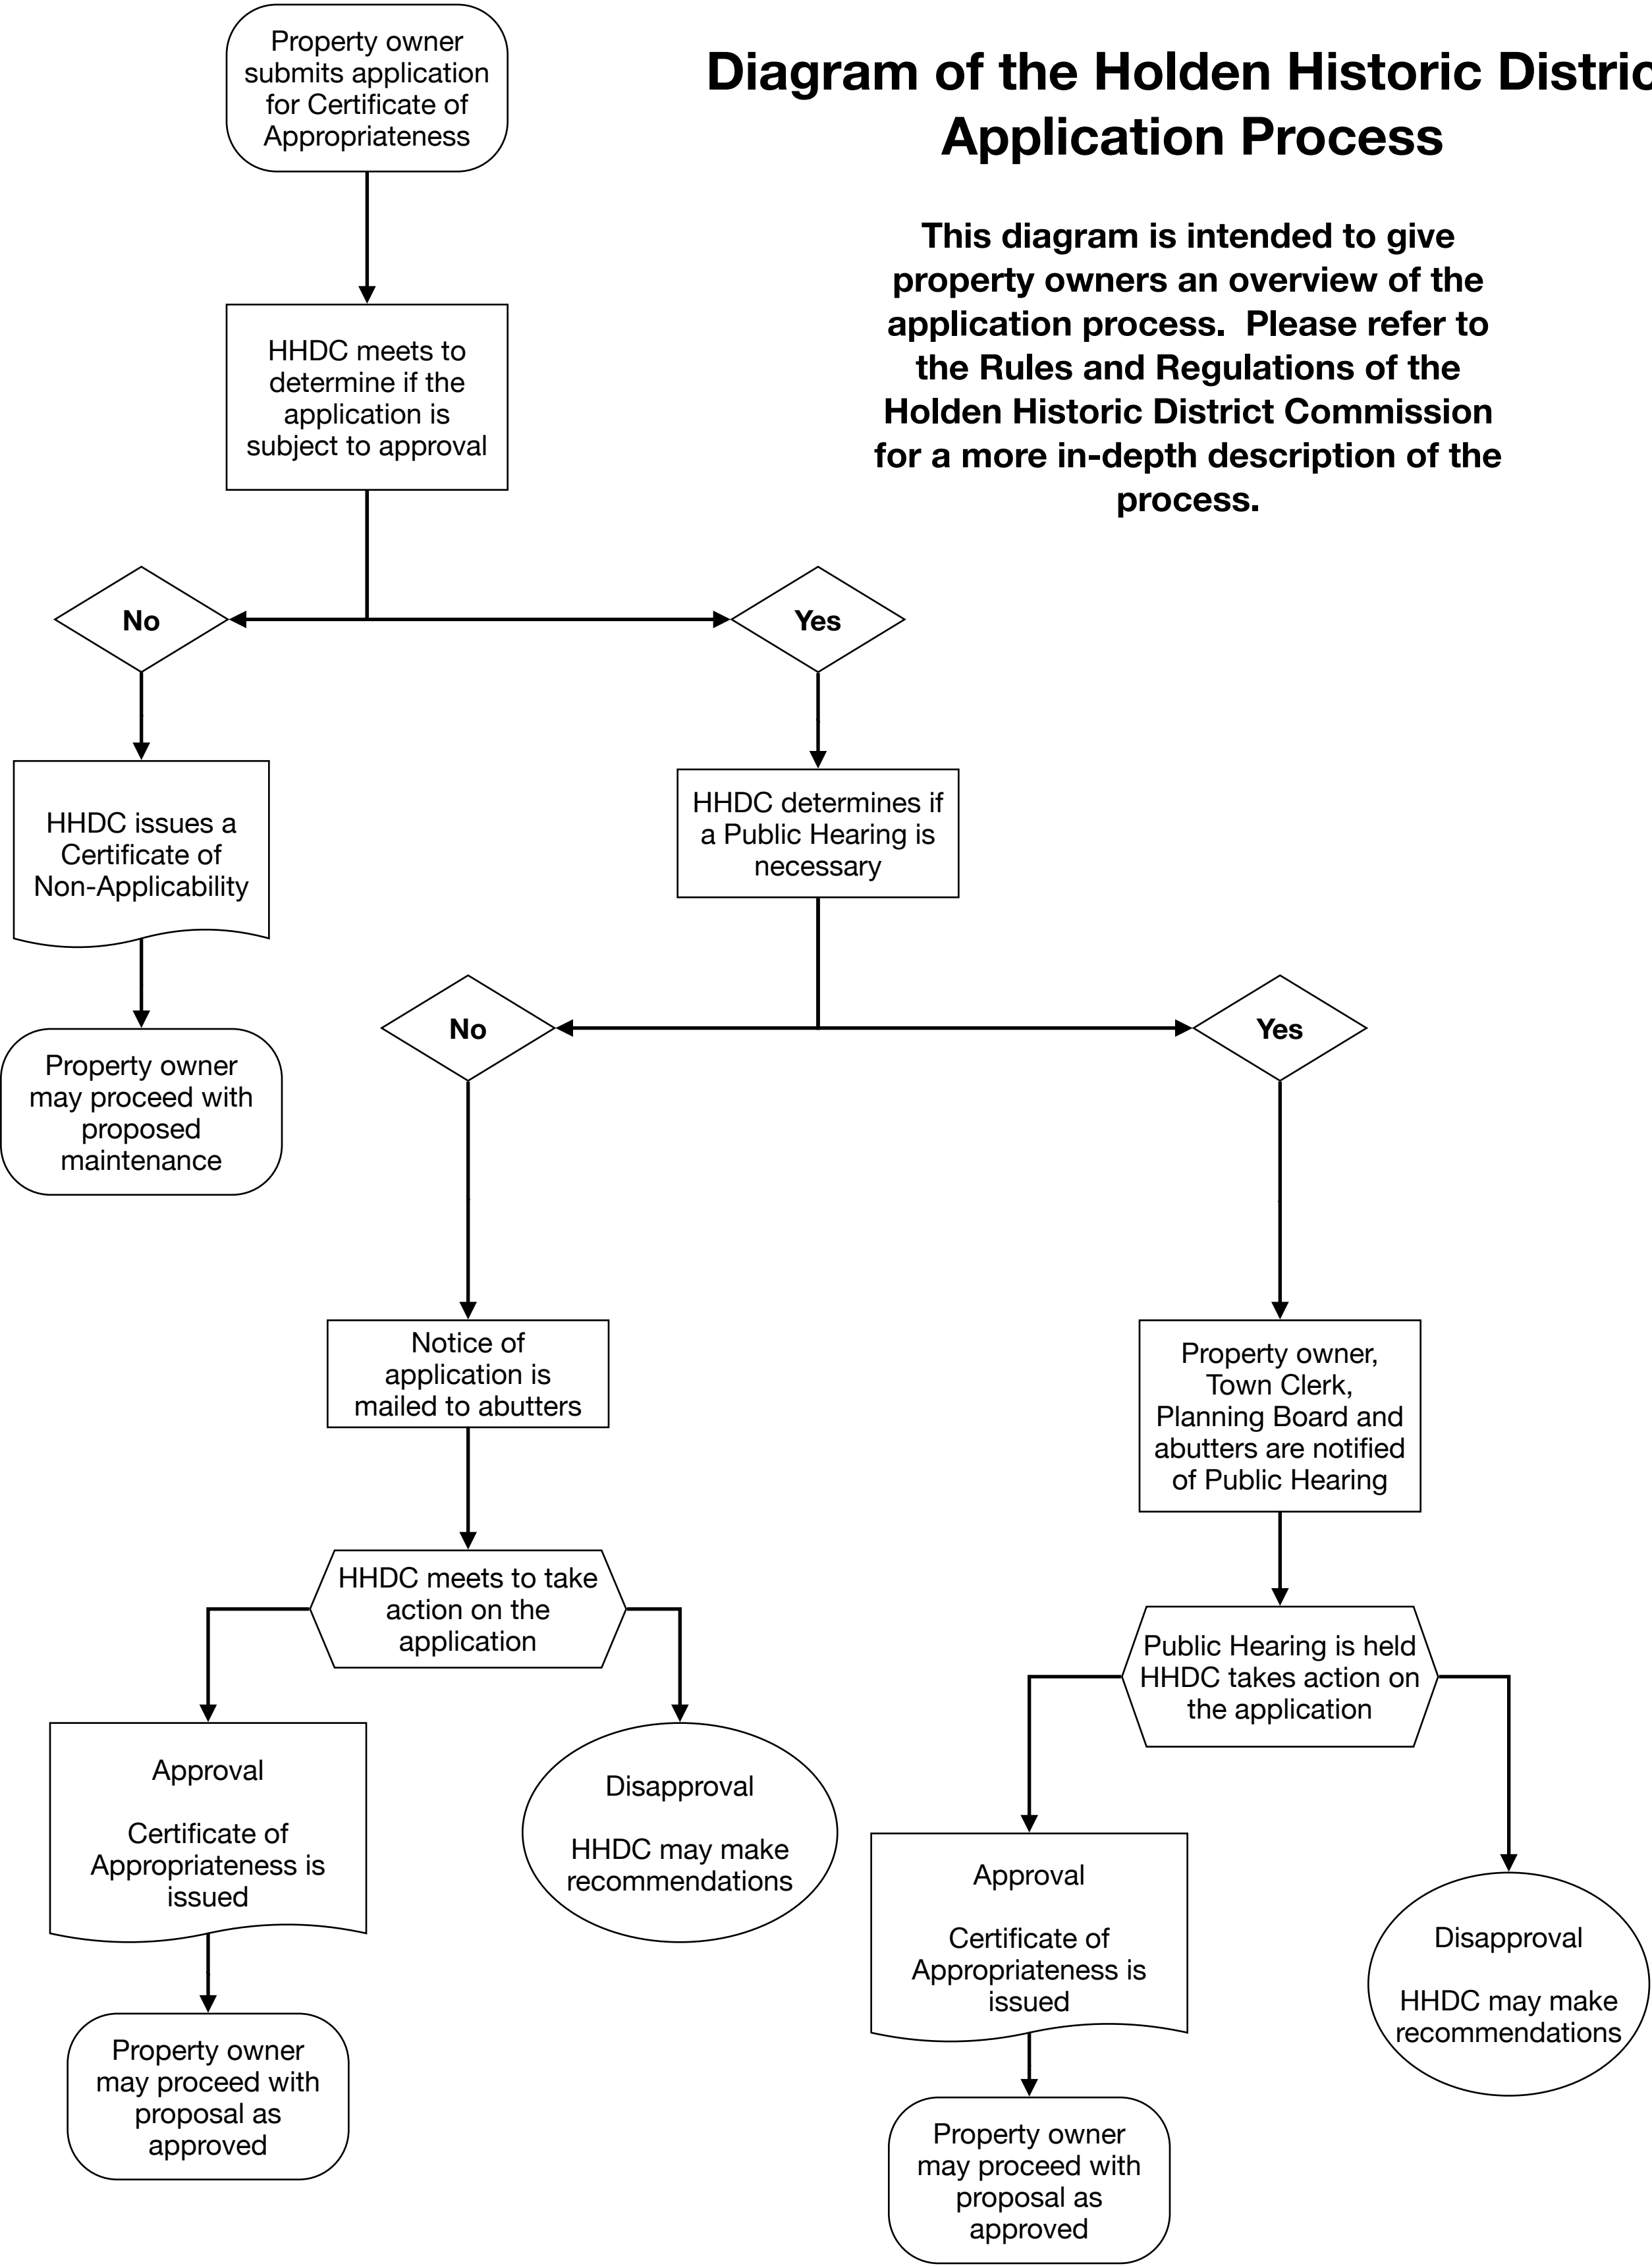 Property owner
submits application
for Certificate of
Appropriateness
Diagram of the Holden Historic Distric
Application Process
This diagram is intended to give
property owners an overview of the
application process.  Please refer to
the Rules and Regulations of the
Holden Historic District Commission
for a more in-depth description of the
process.
HHDC meets to
determine if the
application is
subject to approval
No
Yes
HHDC issues a
Certificate of
Non-Applicability
HHDC determines if
a Public Hearing is
necessary
Property owner
may proceed with
proposed
maintenance
No
Yes
Notice of
application is
mailed to abutters
Property owner,
Town Clerk,
Planning Board and
abutters are notified
of Public Hearing
HHDC meets to take
action on the
application
Public Hearing is held
HHDC takes action on
the application
Approval
Certificate of
Appropriateness is
issued
Disapproval
HHDC may make
recommendations
Approval
Certificate of
Appropriateness is
issued
Disapproval
HHDC may make
recommendations
Property owner
may proceed with
proposal as
approved
Property owner
may proceed with
proposal as
approved